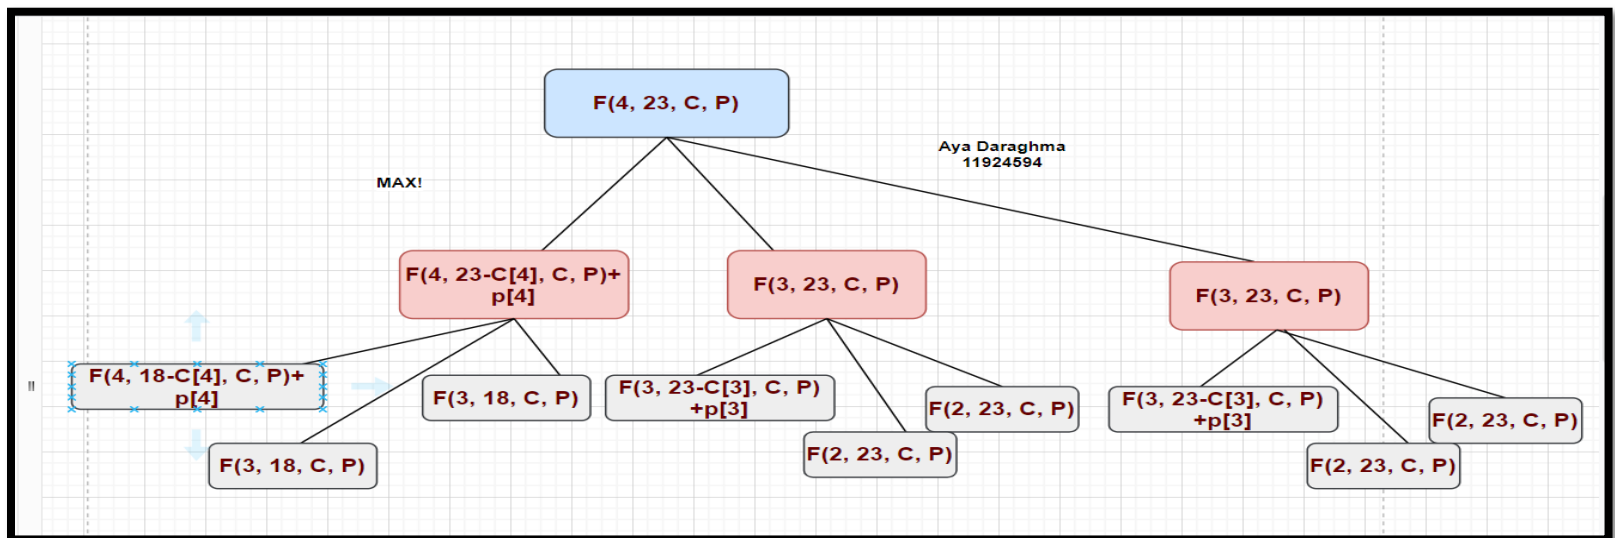 F(4, 23, C, P)
Aya Daraghma
11924594
MAX!
F(4, 23-C[4], C, P)+
p[4]
F(3, 23, C, P)
F(3, 23, C, P)
F(4, 18-C[4], C, P)+
p[4]
F(3, 18, C, P)
F(3, 18, C, P)
F(3, 23-C[3], C, P)
+p[3]
F(2, 23, C, P)
F(2, 23, C, P)
F(3, 23-C[3], C, P)
+p[3]
F(2, 23, C, P)
F(2, 23, C, P)